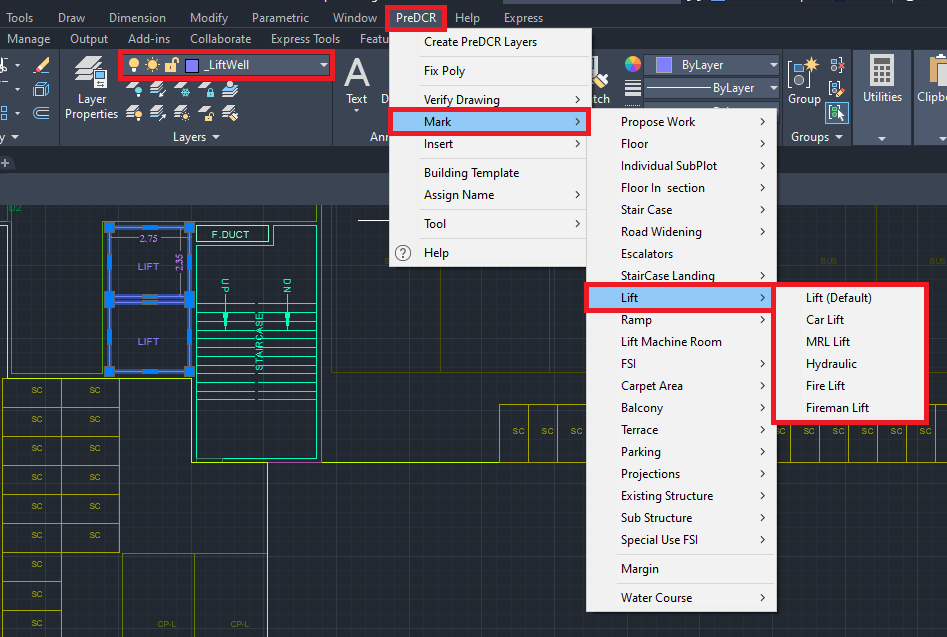 Tools Draw Dimension Modify Parametric Window PreDCR Help Express
Manage Output Add-ins Collaborate Express Tools Featu
_LiftWell
Layer
Properties
Layers
Text
D
Ann
tch
ByLayer
ByLayer
Group
Groups
Utilities
Clipbo
Create PreDCR Layers
Fix Poly
Verify Drawing
Mark
Insert
Building Template
Assign Name
Tool
Help
Propose Work
Floor
Individual SubPlot
Floor In section
Stair Case
Road Widening
Escalators
StairCase Landing
Lift
Ramp
Lift Machine Room
FSI
Carpet Area
Balcony
Terrace
Parking
Projections
Existing Structure
Sub Structure
Special Use FSI
Margin
Water Course
Lift (Default)
Car Lift
MRL Lift
Hydraulic
Fire Lift
Fireman Lift
2.75
2.35
LIFT
LIFT
F.DUCT
UP
DN
STAIRCASE
BUS
BUS
SC SC
SC SC
SC SC
SC SC
SC SC
SC SC
SC
SC
SC
SC SC SC
SC SC SC SC SC
CP-L CP-L